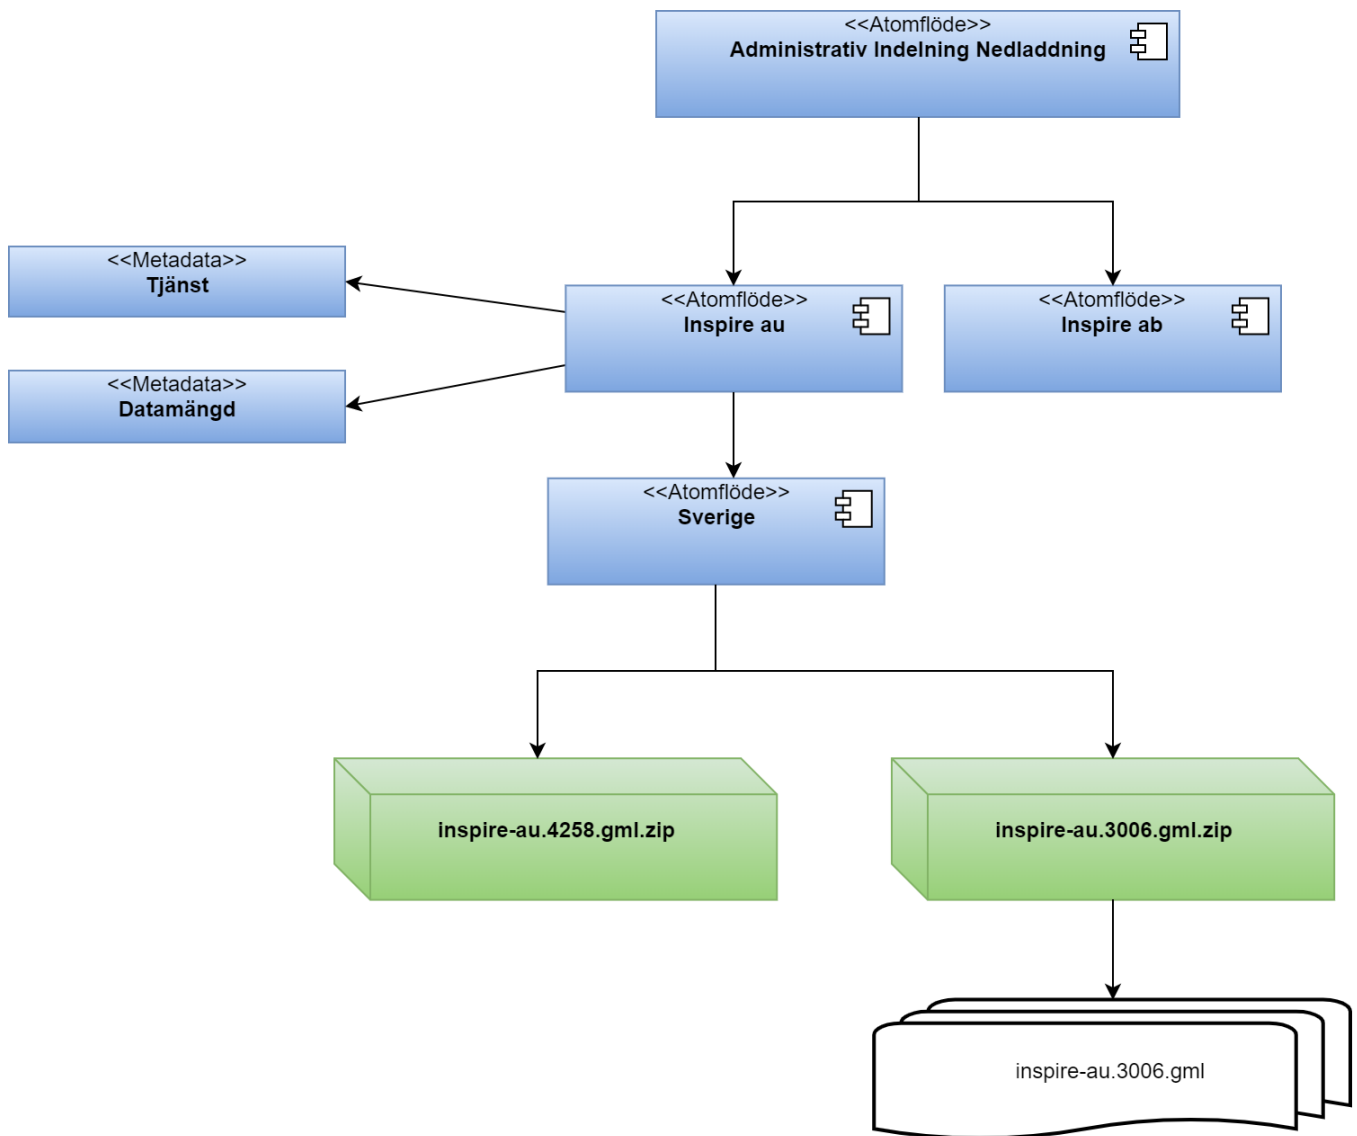 <<Atomflöde>>
Administrativ Indelning Nedladdning
<<Metadata>>
Tjänst
<<Atomflöde>>
Inspire au
<<Atomflöde>>
Inspire ab
<<Metadata>>
Datamängd
<<Atomflöde>>
Sverige
inspire-au.4258.gml.zip
inspire-au.3006.gml.zip
inspire-au.3006.gml